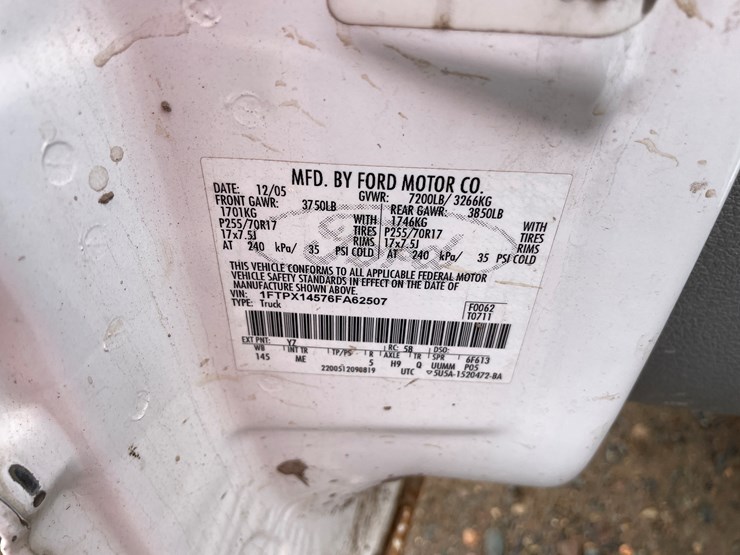 MFD. BY FORD MOTOR CO.
DATE: 12/05 GVWR: 7200LB/ 3266KG
FRONT GAWR: 3750LB REAR GAWR: 3850LB
1701KG WITH 1746KG WITH
P255/70R17 TIRES P255/70R17 TIRES
17x7.5J RIMS 17x7.5J RIMS
AT 240 kPa/ 35 PSI COLD AT 240 kPa/ 35 PSI COLD
THIS VEHICLE CONFORMS TO ALL APPLICABLE FEDERAL MOTOR
VEHICLE SAFETY STANDARDS IN EFFECT ON THE DATE OF
MANUFACTURE SHOWN ABOVE.
VIN: 1FTPX14576FA62507
TYPE: Truck
F0062
T0711
EXT PNT: YZ RC: 58 DSO:
WB INT TR TP/PS R AXLE TR SPR 6F613
145 ME 5 H9 Q UUMM POS
2200512090819 UTC 5U5A-1520472-BA